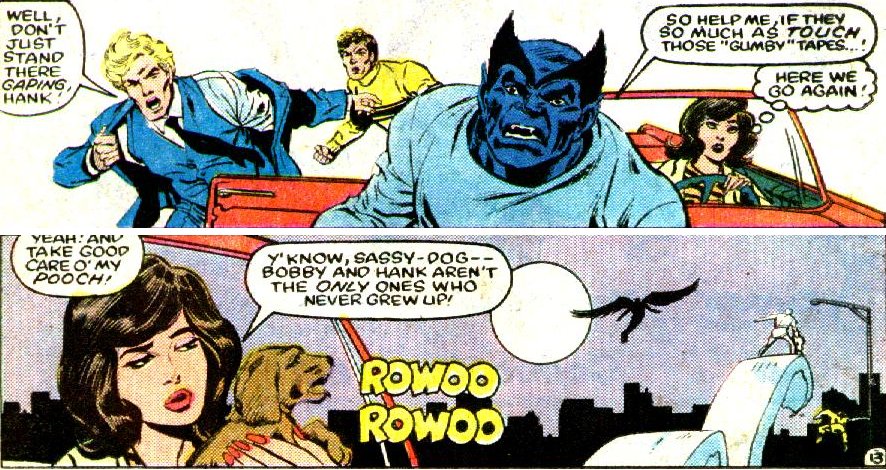 WELL,
DON'T
JUST
STAND
THERE
GAPING,
HANK!
SO HELP ME, IF THEY
SO MUCH AS TOUCH
THOSE "GUMBY" TAPES...!
HERE WE
GO AGAIN!
YEAH! AND
TAKE GOOD
CARE O' MY
POOCH!
Y'KNOW, SASSY-DOG--
BOBBY AND HANK AREN'T
THE ONLY ONES WHO
NEVER GREW UP!
ROWOO
ROWOO
13